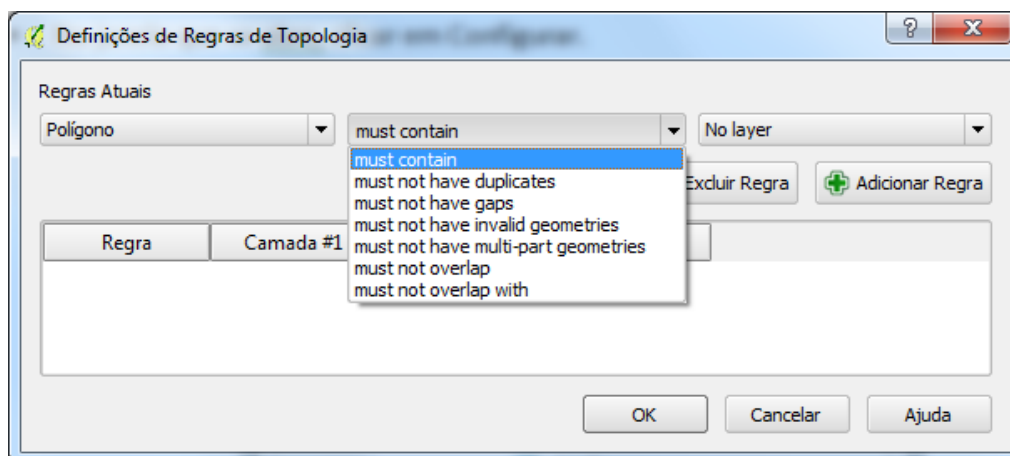 Definições de Regras de Topologia
Regras Atuais
Polígono must contain No layer
must contain
must not have duplicates
must not have gaps
must not have invalid geometries
must not have multi-part geometries
must not overlap
must not overlap with
Excluir Regra Adicionar Regra
Regra Camada #1
OK Cancelar Ajuda